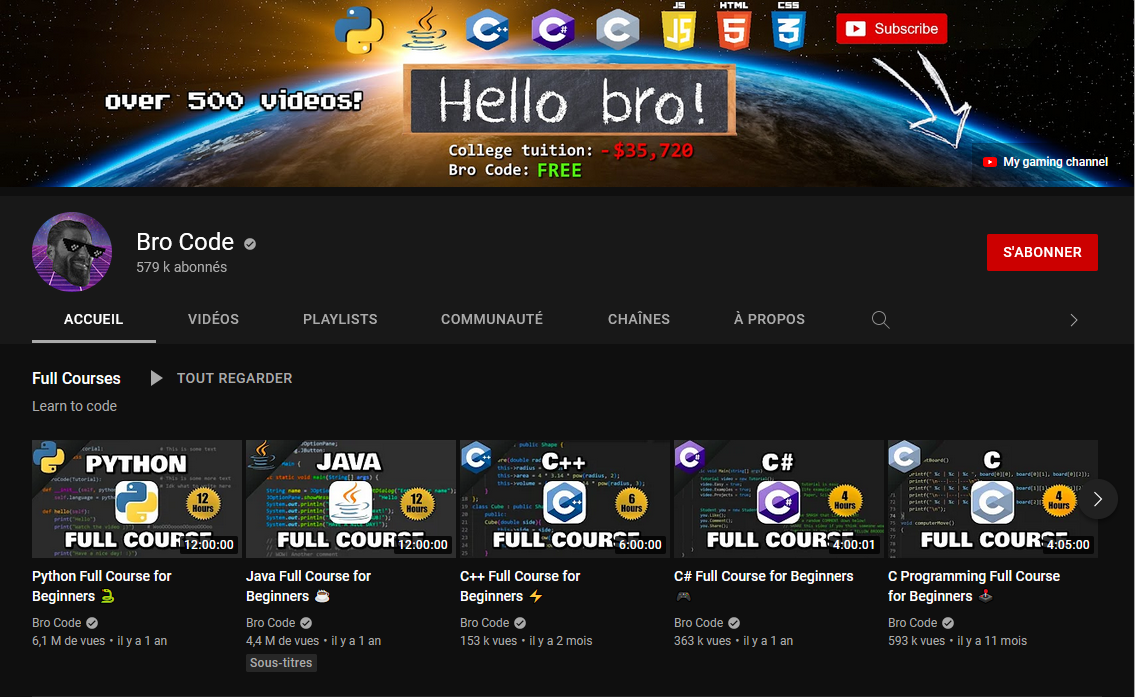 JS HTML CSS
JS 5 3
C++ C# C
Subscribe
over 500 videos!
Hello bro!
College tuition: -$35,720
Bro Code: FREE
My gaming channel
Bro Code
579 k abonnés
S'ABONNER
ACCUEIL VIDÉOS PLAYLISTS COMMUNAUTÉ CHAÎNES À PROPOS
Full Courses TOUT REGARDER
Learn to code
PYTHON
12 Hours
FULL COURSE
12:00:00
JAVA
12 Hours
FULL COURSE
12:00:00
C++
6 Hours
FULL COURSE
6:00:00
C#
4 Hours
FULL COURSE
4:00:01
C
4 Hours
FULL COURSE
4:05:00
Python Full Course for
Beginners 🐍
Bro Code
6,1 M de vues • il y a 1 an
Java Full Course for
Beginners ☕
Bro Code
4,4 M de vues • il y a 1 an
Sous-titres
C++ Full Course for
Beginners ⚡
Bro Code
153 k vues • il y a 2 mois
C# Full Course for Beginners
🎮
Bro Code
363 k vues • il y a 1 an
C Programming Full Course
for Beginners 🕹️
Bro Code
593 k vues • il y a 11 mois